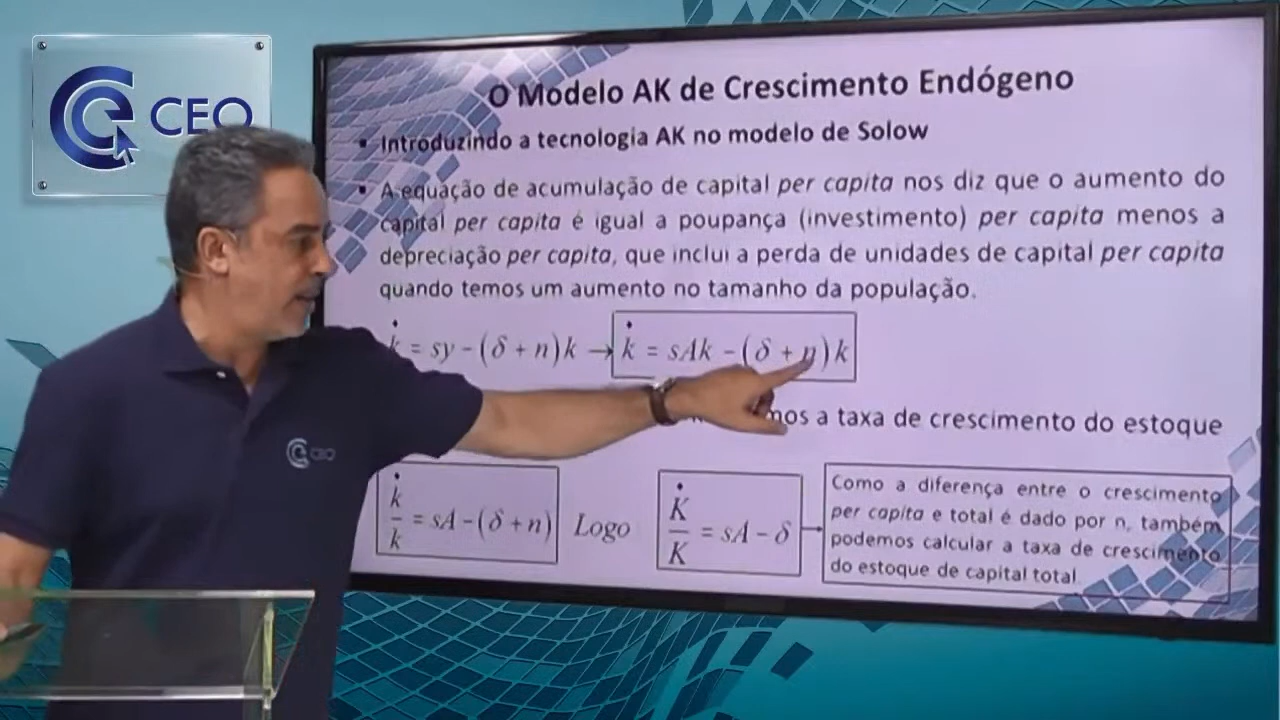 CEO
O Modelo AK de Crescimento Endógeno
• Introduzindo a tecnologia AK no modelo de Solow
• A equação de acumulação de capital per capita nos diz que o aumento do
capital per capita é igual a poupança (investimento) per capita menos a
depreciação per capita, que inclui a perda de unidades de capital per capita
quando temos um aumento no tamanho da população.
k̇ = sy - (δ + n)k → k̇ = sAk - (δ + n)k
a taxa de crescimento do estoque
CEO
k̇/k = sA - (δ + n) Logo K̇/K = sA - δ →
Como a diferença entre o crescimento
per capita e total é dado por n, também
podemos calcular a taxa de crescimento
do estoque de capital total.